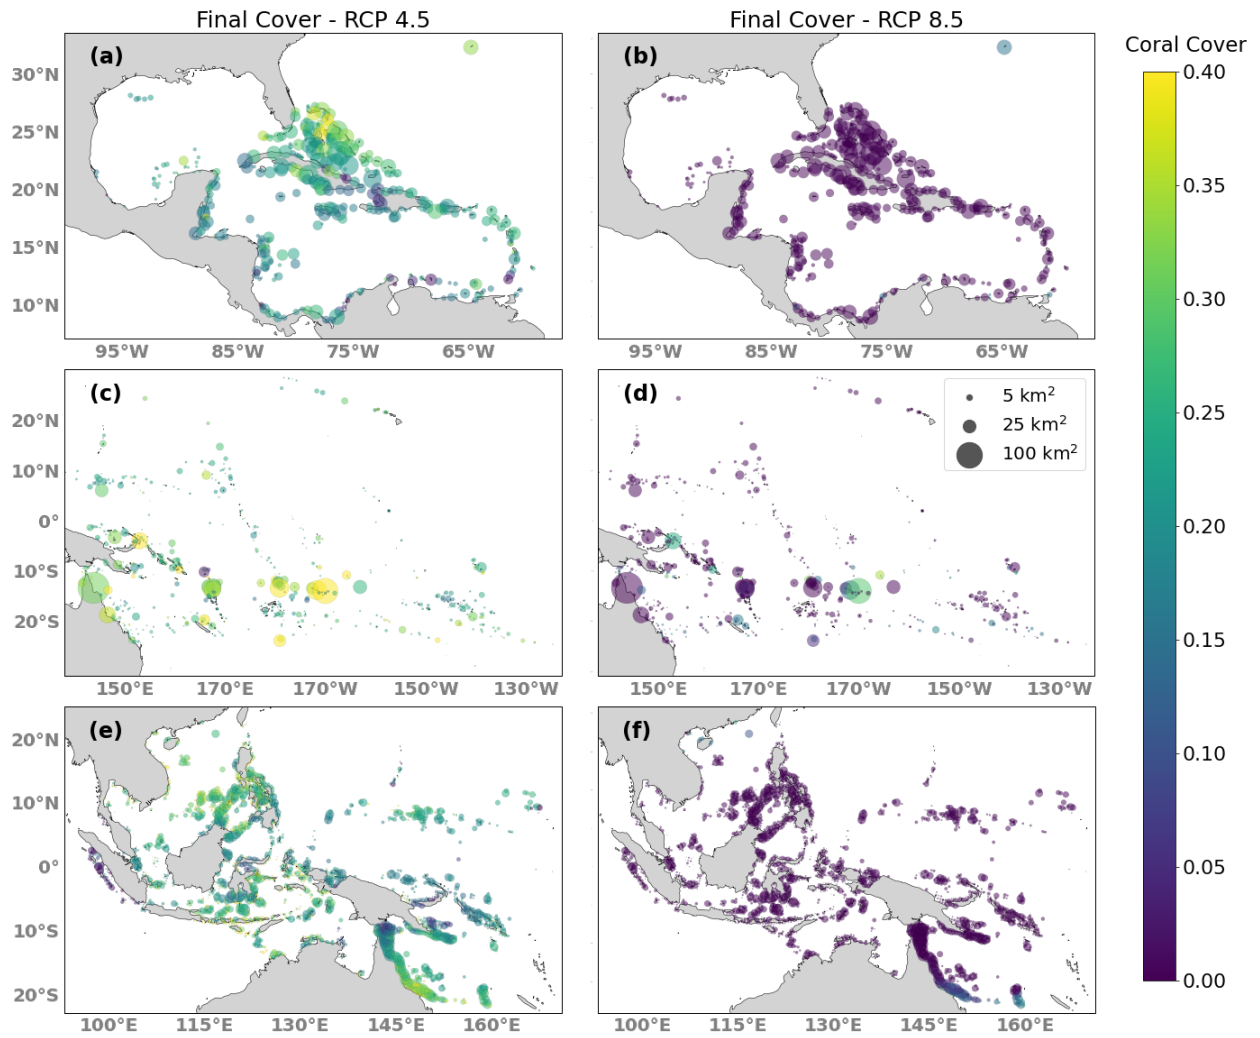 Final Cover - RCP 4.5
Final Cover - RCP 8.5
Coral Cover
(a)
30°N
25°N
20°N
15°N
10°N
95°W
85°W
75°W
65°W
(b)
95°W
85°W
75°W
65°W
(c)
20°N
10°N
0°
10°S
20°S
150°E
170°E
170°W
150°W
130°W
(d)
5 km²
25 km²
100 km²
150°E
170°E
170°W
150°W
130°W
(e)
20°N
10°N
0°
10°S
20°S
100°E
115°E
130°E
145°E
160°E
(f)
100°E
115°E
130°E
145°E
160°E
0.40
0.35
0.30
0.25
0.20
0.15
0.10
0.05
0.00